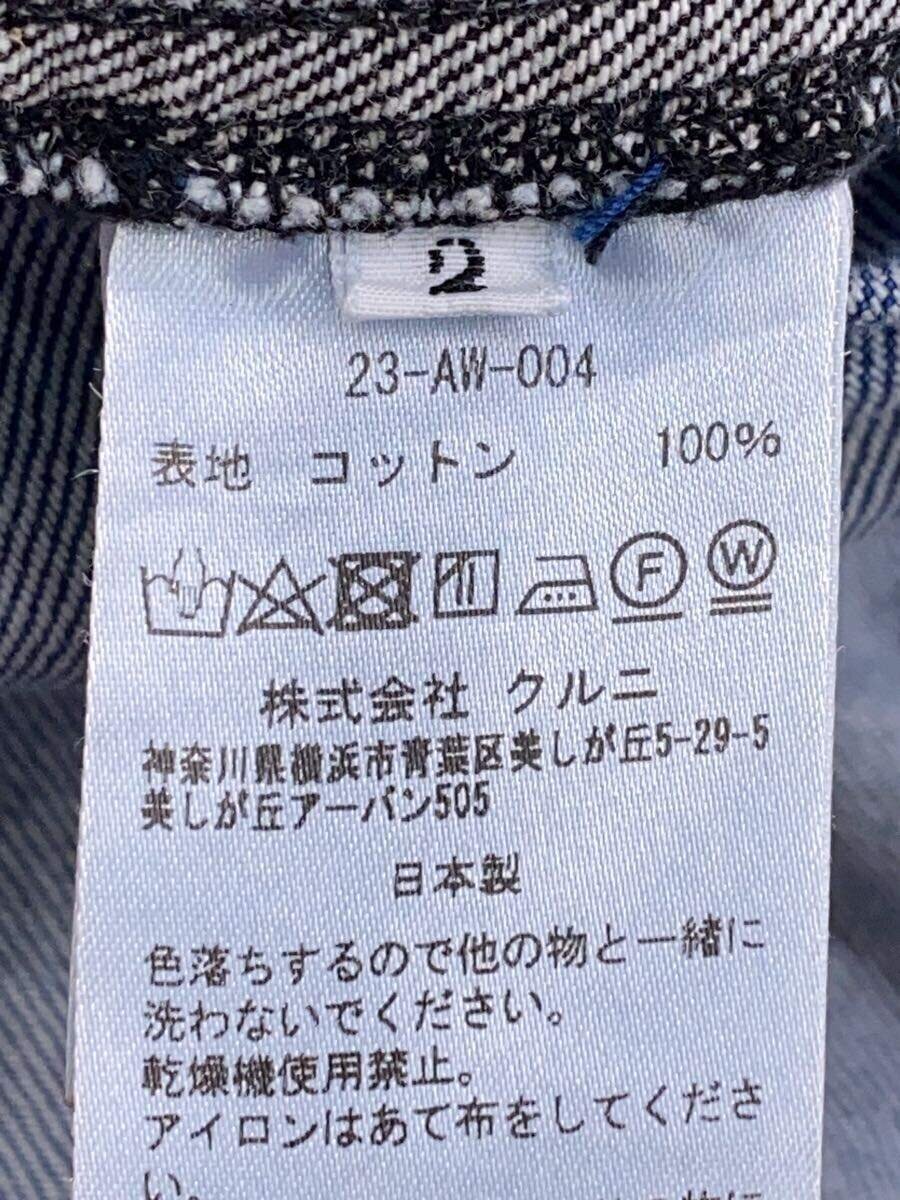 2
23-AW-004
表地 コットン 100%
F W
株式会社 クルニ
神奈川県横浜市青葉区美しが丘5-29-5
美しが丘アーバン505
日本製
色落ちするので他の物と一緒に
洗わないでください。
乾燥機使用禁止。
アイロンはあて布をしてくださ
い。